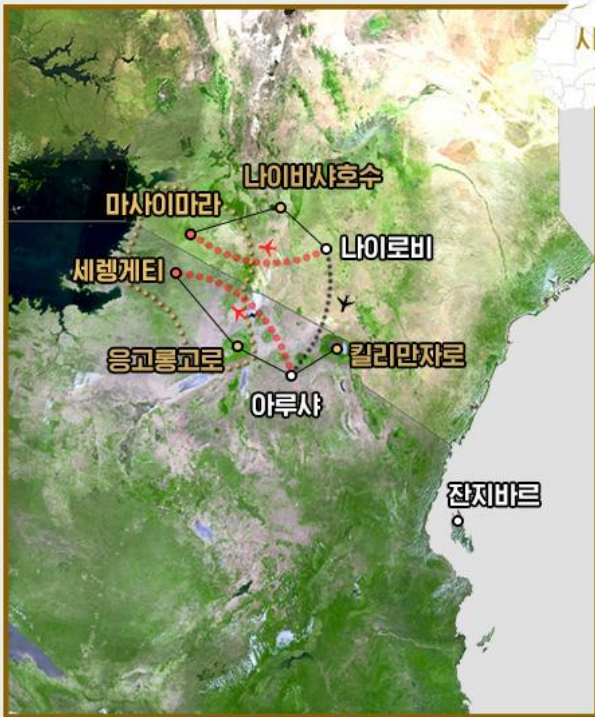 사
나이바샤호수
마사이마라
나이로비
세렝게티
응고롱고로
킬리만자로
아루샤
잔지바르